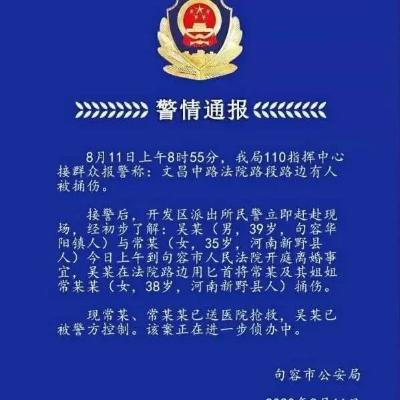 警情通报
8月11日上午8时55分，我局110指挥中心
接群众报警称：文昌中路法院路段路边有人
被捅伤。
接警后，开发区派出所民警立即赶赴现
场，经初步了解：吴某（男，39岁，句容华
阳镇人）与常某（女，35岁，河南新野县
人）今日上午到句容市人民法院开庭离婚事
宜，吴某在法院路边用匕首将常某及其姐姐
常某某（女，38岁，河南新野人）捅伤。
现常某、常某某已送医院抢救，吴某已
被警方控制。该案正在进一步侦办中。
句容市公安局